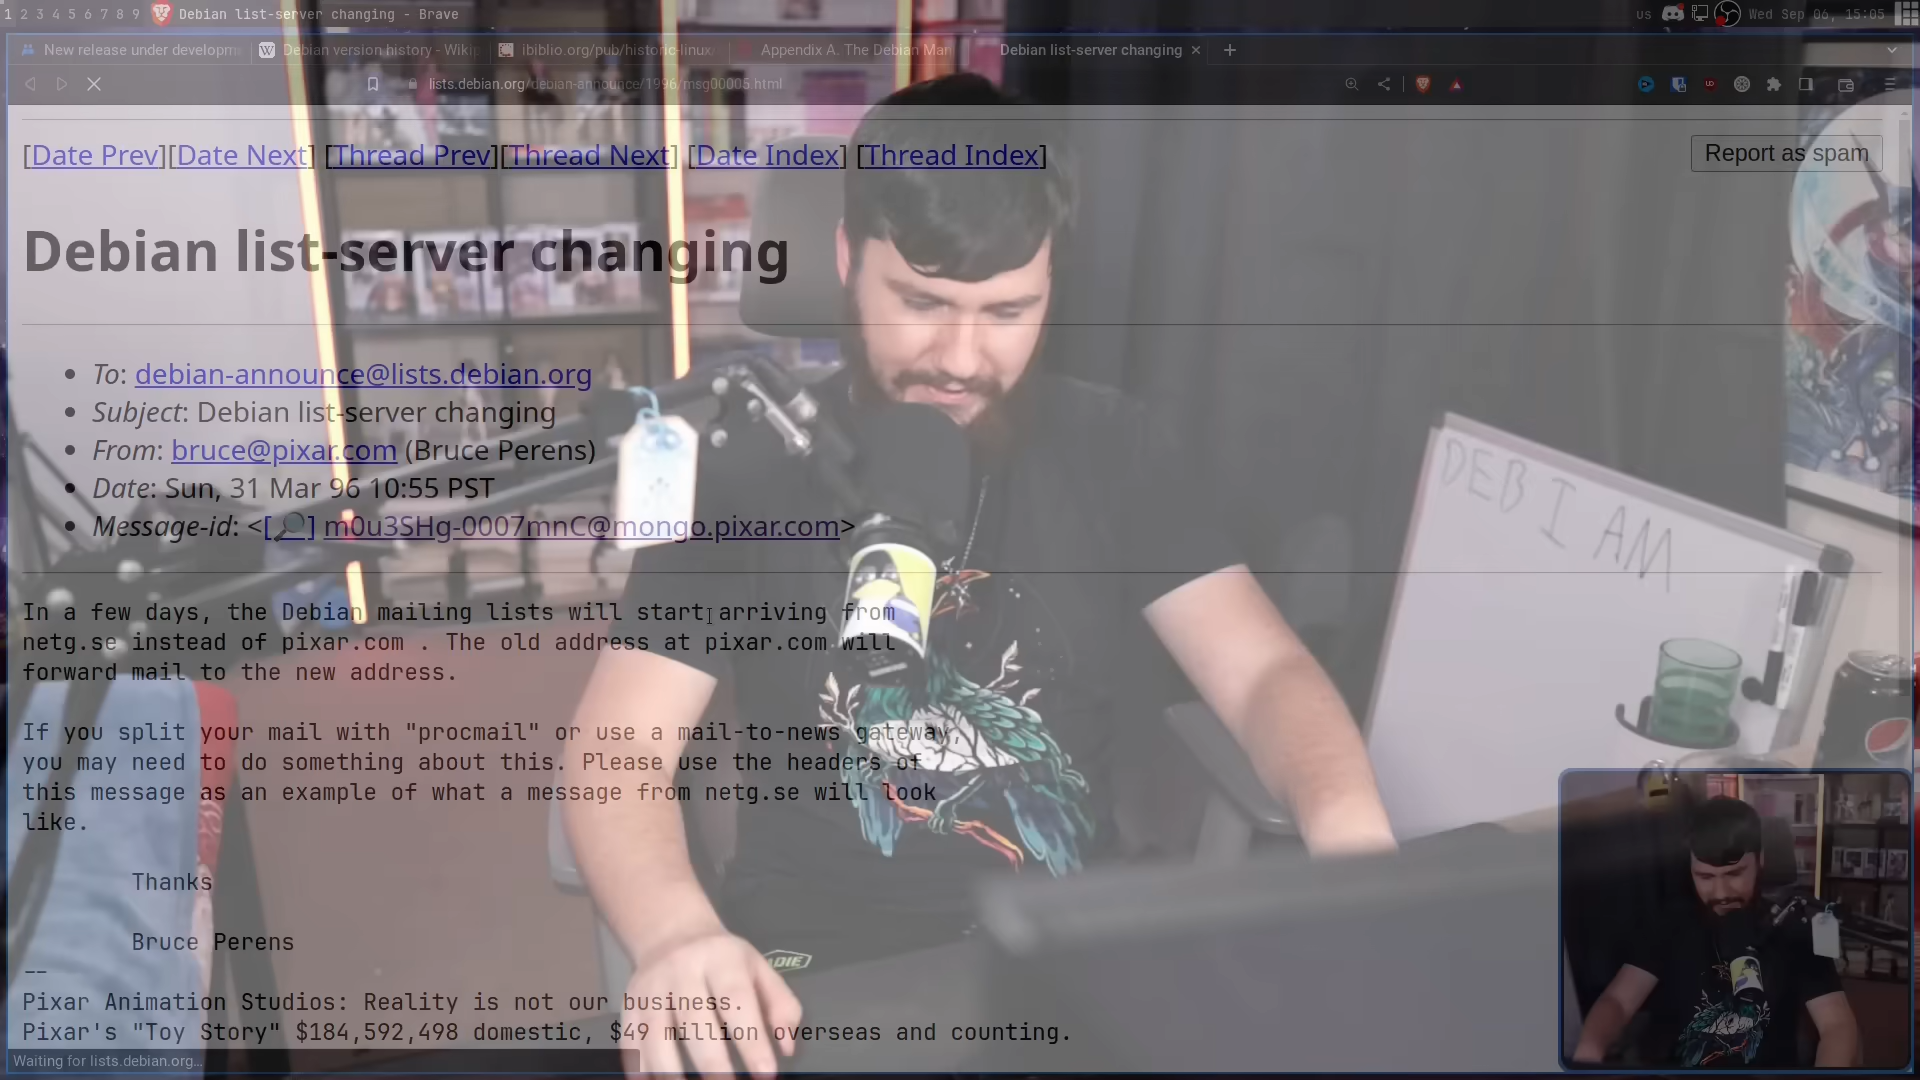 1 2 3 4 5 6 7 8 9 Debian list-server changing - Brave
us Wed Sep 06, 15:05
New release under developm
Debian version history - Wikip
ibiblio.org/pub/historic-linux/
Appendix A. The Debian Man
Debian list-server changing
lists.debian.org/debian-announce/1996/msg00005.html
[Date Prev][Date Next] [Thread Prev][Thread Next] [Date Index] [Thread Index]
Report as spam
Debian list-server changing
To: debian-announce@lists.debian.org
Subject: Debian list-server changing
From: bruce@pixar.com (Bruce Perens)
Date: Sun, 31 Mar 96 10:55 PST
Message-id: <[🔎] m0u3SHg-0007mnC@mongo.pixar.com>
DEB I AM
In a few days, the Debian mailing lists will start arriving from
netg.se instead of pixar.com . The old address at pixar.com will
forward mail to the new address.
If you split your mail with "procmail" or use a mail-to-news gateway,
you may need to do something about this. Please use the headers of
this message as an example of what a message from netg.se will look
like.
Thanks
Bruce Perens
--
Pixar Animation Studios: Reality is not our business.
Pixar's "Toy Story" $184,592,498 domestic, $49 million overseas and counting.
Waiting for lists.debian.org...